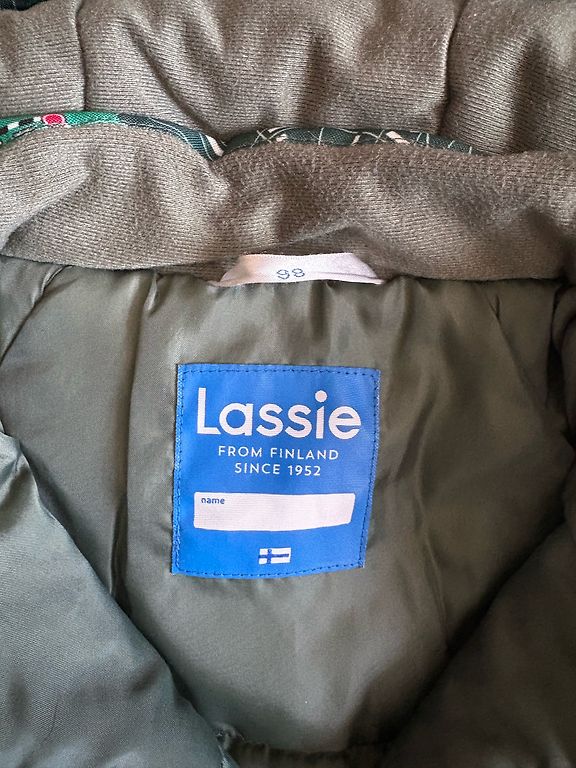 98
Lassie
FROM FINLAND
SINCE 1952
name